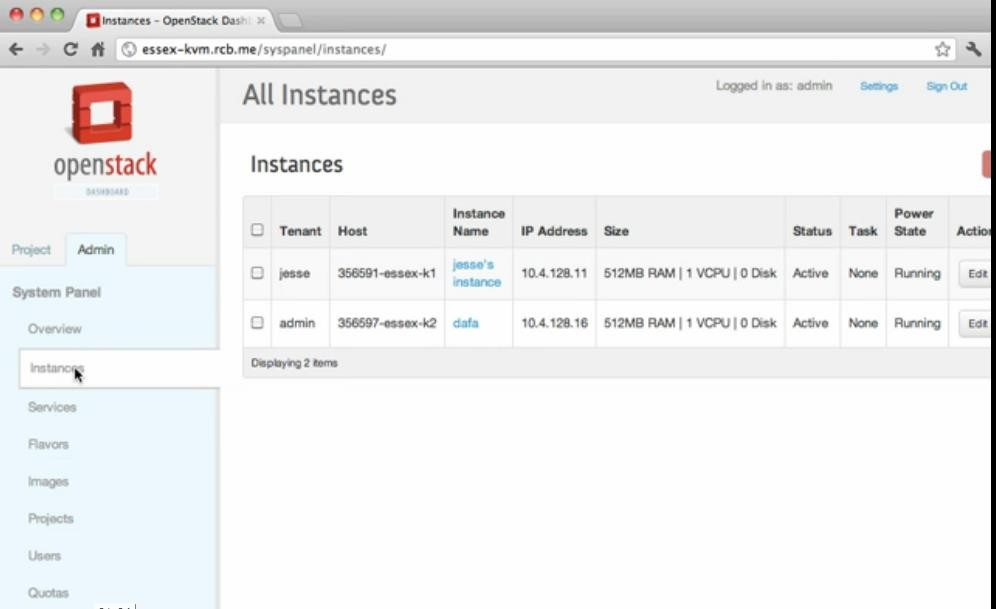 Instances - OpenStack Dash
essex-kvm.rcb.me/syspanel/instances/
openstack
DASHBOARD
Project
Admin
System Panel
Overview
Instances
Services
Flavors
Images
Projects
Users
Quotas
All Instances
Logged in as: admin
Settings
Sign Out
Instances
Tenant Host Instance Name IP Address Size Status Task Power State
jesse 356591-essex-k1 jesse's instance 10.4.128.11 512MB RAM | 1 VCPU | 0 Disk Active None Running Edit
admin 356597-essex-k2 dafa 10.4.128.16 512MB RAM | 1 VCPU | 0 Disk Active None Running Edit
Displaying 2 items